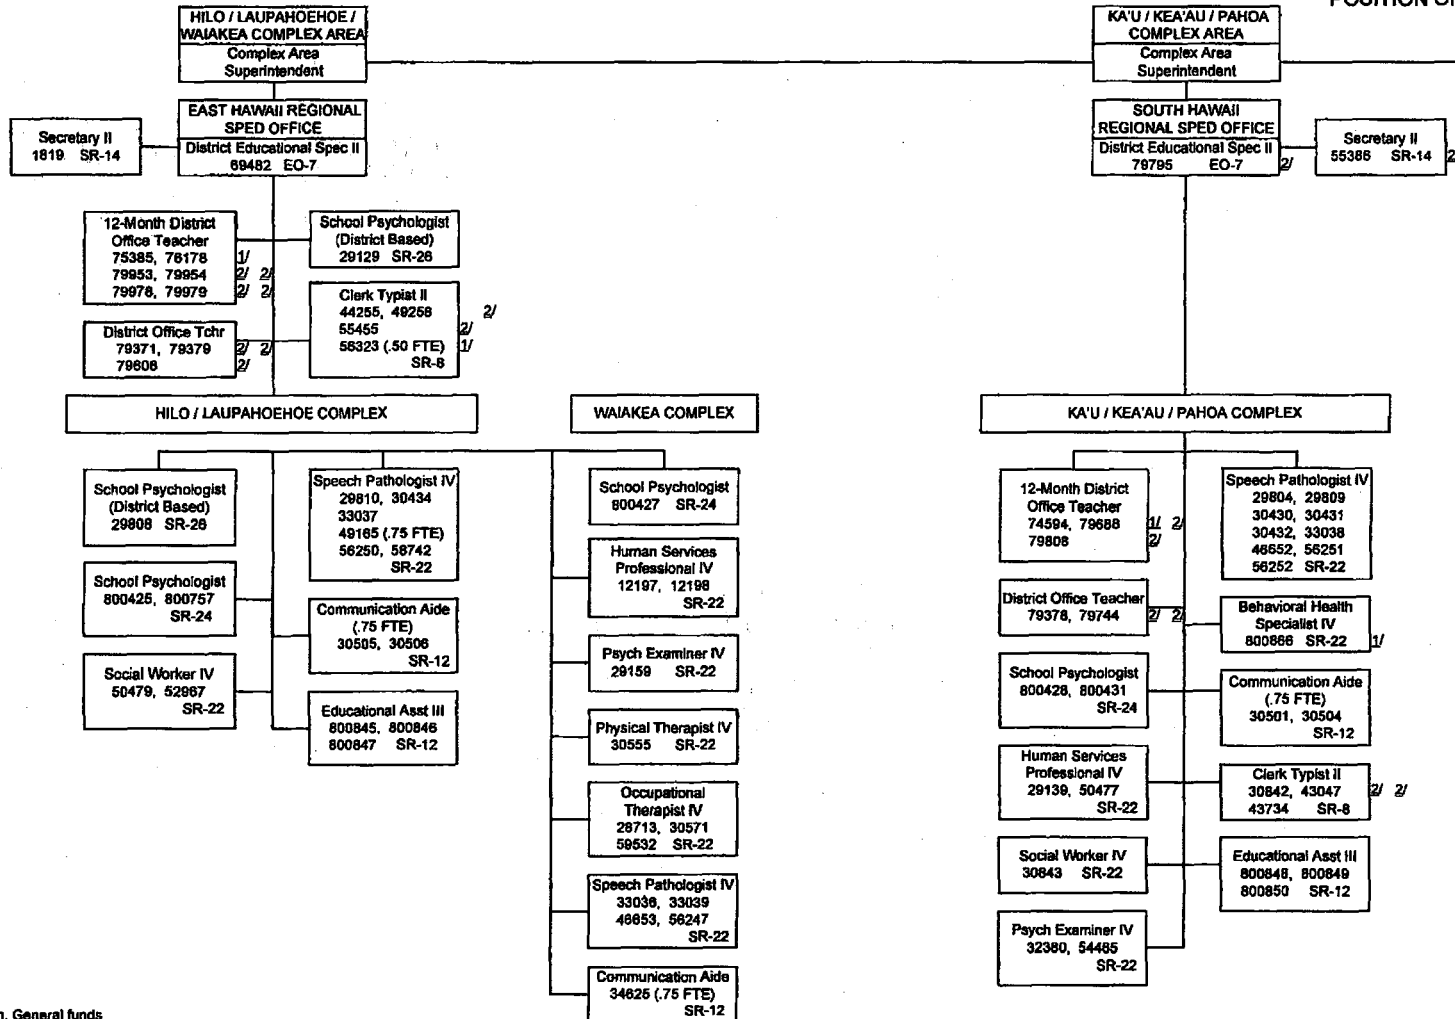 POSITION
HILO / LAUPAHOEHOE /
WAIAKEA COMPLEX AREA
Complex Area
Superintendent
KA'U / KEA'AU / PAHOA
COMPLEX AREA
Complex Area
Superintendent
EAST HAWAII REGIONAL
SPED OFFICE
District Educational Spec II
69482 EO-7
Secretary II
1819 SR-14
SOUTH HAWAII
REGIONAL SPED OFFICE
District Educational Spec II
79795 EO-7 2/
Secretary II
55386 SR-14
12-Month District
Office Teacher
75385, 76178 1/
79953, 79954 2/ 2/
79978, 79979 2/ 2/
School Psychologist
(District Based)
29129 SR-26
Clerk Typist II
44255, 49258 2/
55455 2/
56323 (.50 FTE) 1/
SR-8
District Office Tchr
79371, 79379 2/ 2/
79608 2/
HILO / LAUPAHOEHOE COMPLEX
WAIAKEA COMPLEX
KA'U / KEA'AU / PAHOA COMPLEX
School Psychologist
(District Based)
29808 SR-26
School Psychologist
800425, 800757
SR-24
Social Worker IV
50479, 52967
SR-22
Speech Pathologist IV
29810, 30434
33037
49165 (.75 FTE)
56250, 58742
SR-22
Communication Aide
(.75 FTE)
30505, 30506
SR-12
Educational Asst III
800845, 800846
800847 SR-12
School Psychologist
800427 SR-24
Human Services
Professional IV
12197, 12198
SR-22
Psych Examiner IV
29159 SR-22
Physical Therapist IV
30555 SR-22
Occupational
Therapist IV
28713, 30571
59532 SR-22
Speech Pathologist IV
33036, 33039
46653, 56247
SR-22
Communication Aide
34625 (.75 FTE)
SR-12
12-Month District
Office Teacher
74594, 79688 1/ 2/
79806 2/
District Office Teacher
79378, 79744 2/ 2/
School Psychologist
800428, 800431
SR-24
Human Services
Professional IV
29139, 50477
SR-22
Social Worker IV
30843 SR-22
Psych Examiner IV
32380, 54485
SR-22
Speech Pathologist IV
29804, 29809
30430, 30431
30432, 33038
46652, 56251
56252 SR-22
Behavioral Health
Specialist IV
800866 SR-22 1/
Communication Aide
(.75 FTE)
30501, 30504
SR-12
Clerk Typist II
30842, 43047 2/ 2/
43734 SR-8
Educational Asst III
800848, 800849
800850 SR-12
General funds